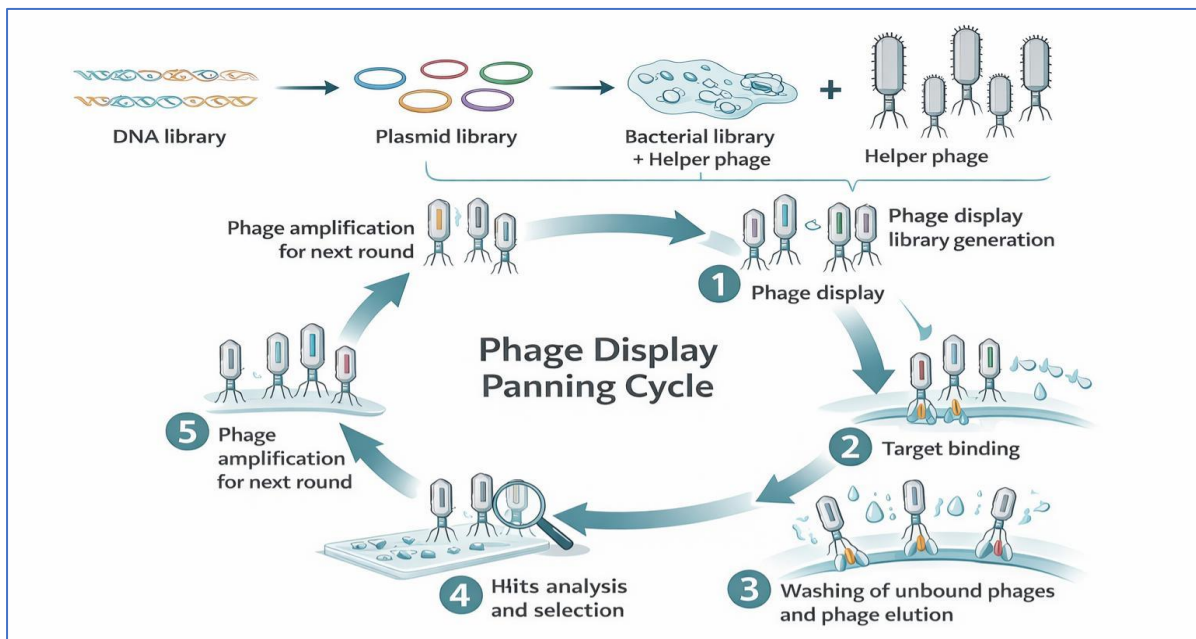 DNA library
Plasmid library
Bacterial library
+ Helper phage
+
Helper phage
Phage amplification
for next round
Phage display
library generation
1 Phage display
Phage Display
Panning Cycle
2 Target binding
3 Washing of unbound phages
and phage elution
4 Hits analysis
and selection
5 Phage
amplification
for next round